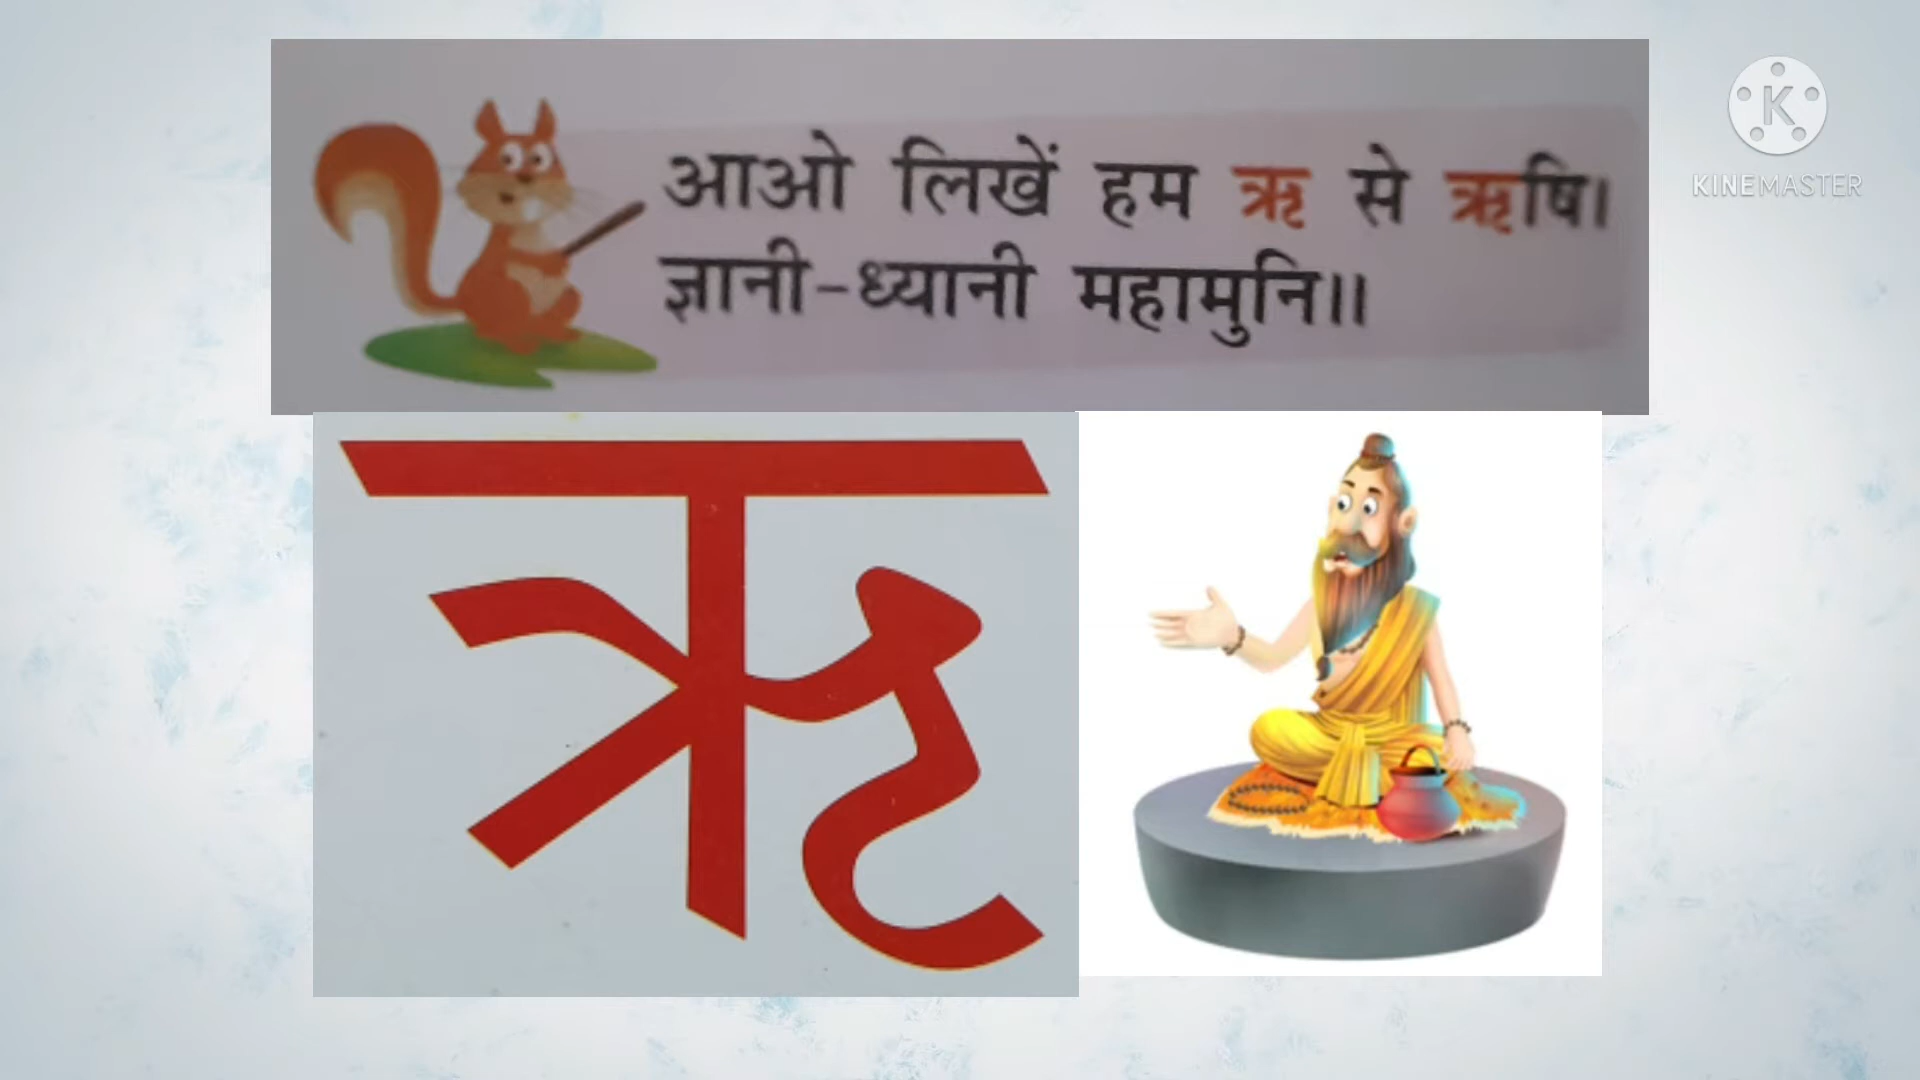 आओ लिखें हम ऋ से ऋषि।
ज्ञानी-ध्यानी महामुनि।।
ऋ
KINEMASTER